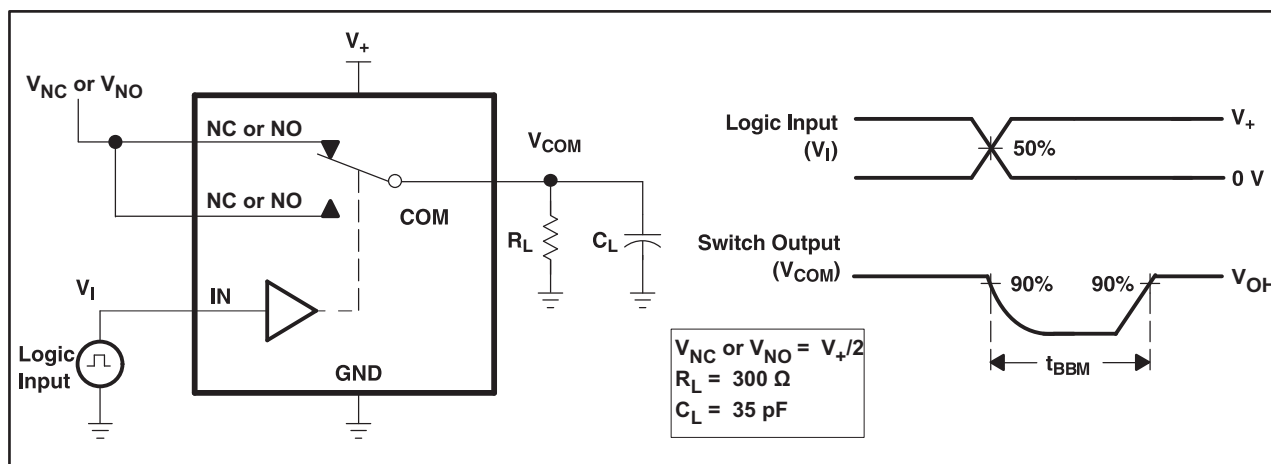 V+
VNC or VNO
NC or NO
NC or NO
COM
VCOM
RL
CL
VI
IN
Logic
Input
GND
VNC or VNO = V+/2
RL = 300 Ω
CL = 35 pF
Logic Input
(VI)
50%
V+
0 V
Switch Output
(VCOM)
90%
90%
VOH
tBBM